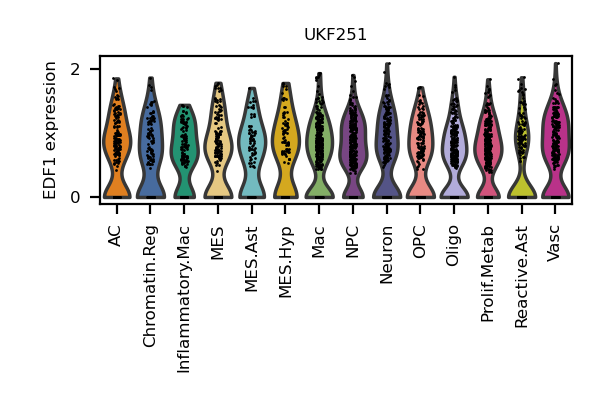 UKF251
EDF1 expression
2
0
AC
Chromatin.Reg
Inflammatory.Mac
MES
MES.Ast
MES.Hyp
Mac
NPC
Neuron
OPC
Oligo
Prolif.Metab
Reactive.Ast
Vasc